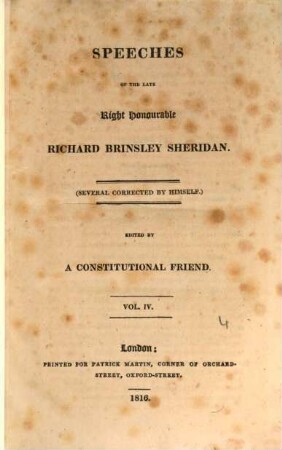 SPEECHES
OF THE LATE
Right Honourable
RICHARD BRINSLEY SHERIDAN.
(SEVERAL CORRECTED BY HIMSELF.)
EDITED BY
A CONSTITUTIONAL FRIEND.
VOL. IV.
4
London;
PRINTED FOR PATRICK MARTIN, CORNER OF ORCHARD-
STREET, OXFORD-STREET,
1816.